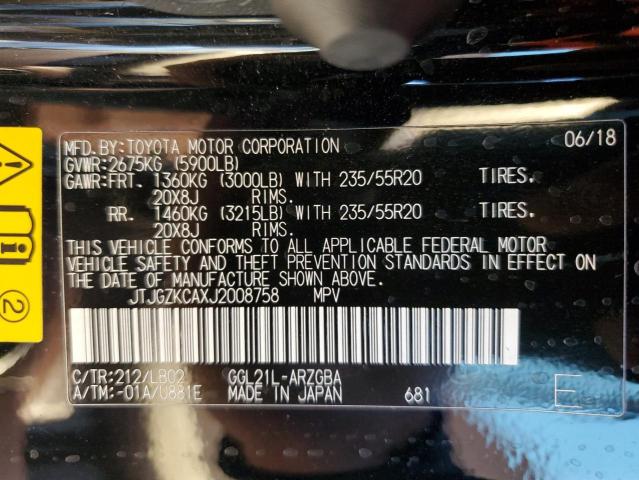 MFD.BY:TOYOTA MOTOR CORPORATION 06/18
GVWR:2675KG (5900LB)
GAWR:FRT. 1360KG (3000LB) WITH 235/55R20 TIRES.
20X8J RIMS.
RR. 1460KG (3215LB) WITH 235/55R20 TIRES.
20X8J RIMS.
THIS VEHICLE CONFORMS TO ALL APPLICABLE FEDERAL MOTOR
VEHICLE SAFETY AND THEFT PREVENTION STANDARDS IN EFFECT ON
THE DATE OF MANUFACTURE SHOWN ABOVE.
JTJGZKCAXJ2008758 MPV
C/TR:212/LB02 GGL21L-ARZGBA
A/TM:-01A/U881E MADE IN JAPAN 681 E
2